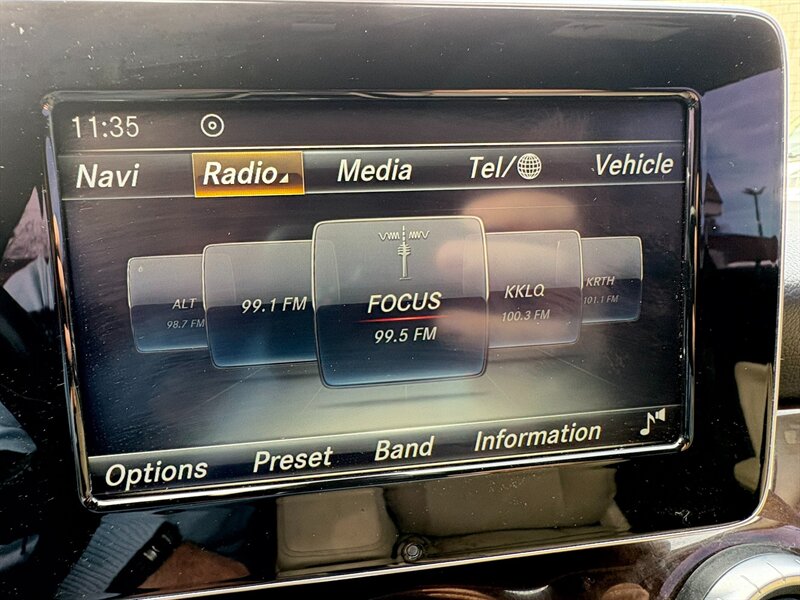 11:35
Navi Radio Media Tel/ Vehicle
ALT
98.7 FM
99.1 FM
FOCUS
99.5 FM
KKLQ
100.3 FM
KRTH
101.1 FM
Options Preset Band Information